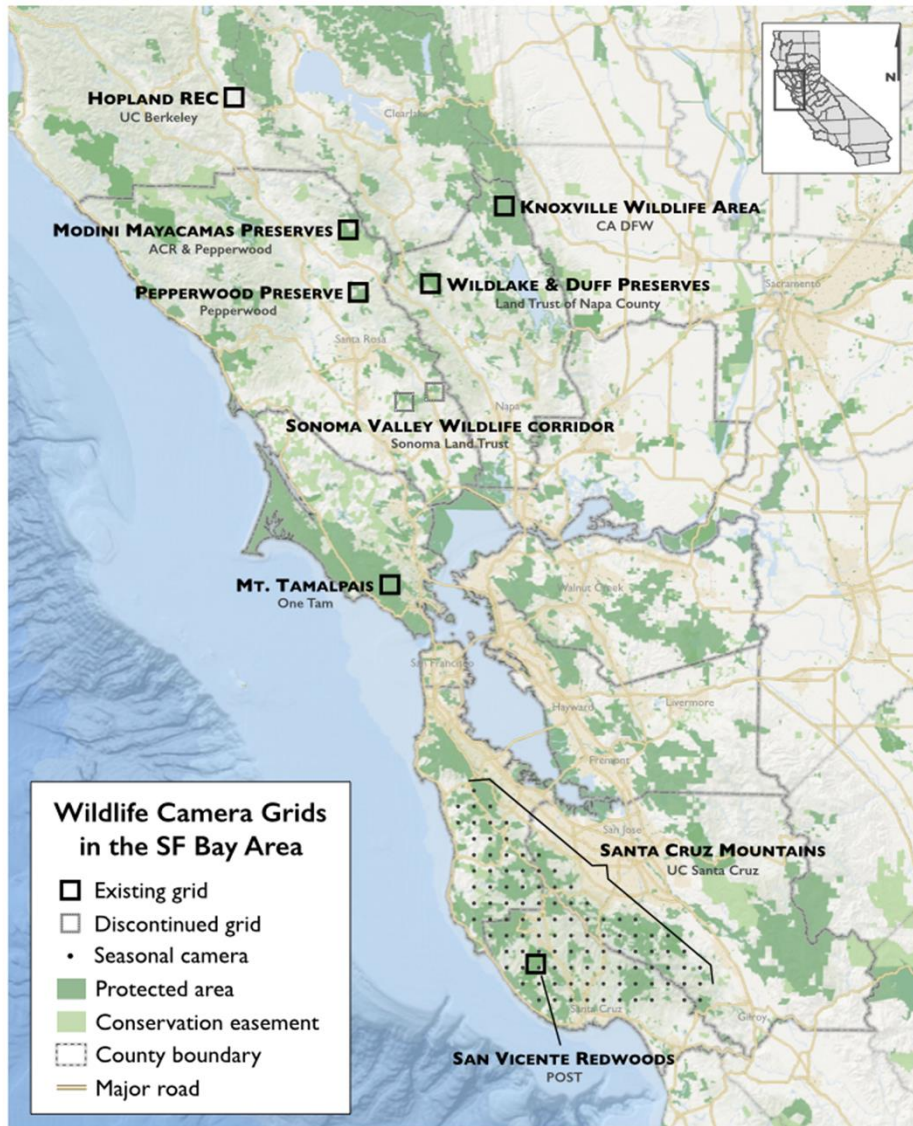 N
HOPLAND REC
UC Berkeley
Clearlake
KNOXVILLE WILDLIFE AREA
CA DFW
MODINI MAYACAMAS PRESERVES
ACR & Pepperwood
WILDLAKE & DUFF PRESERVES
Land Trust of Napa County
Sacramento
PEPPERWOOD PRESERVE
Pepperwood
Santa Rosa
Napa
SONOMA VALLEY WILDLIFE CORRIDOR
Sonoma Land Trust
MT. TAMALPAIS
One Tam
Walnut Creek
San Francisco
Hayward
Livermore
Fremont
San Jose
SANTA CRUZ MOUNTAINS
UC Santa Cruz
Santa Cruz
Gilroy
SAN VICENTE REDWOODS
POST
Wildlife Camera Grids
in the SF Bay Area
Existing grid
Discontinued grid
Seasonal camera
Protected area
Conservation easement
County boundary
Major road